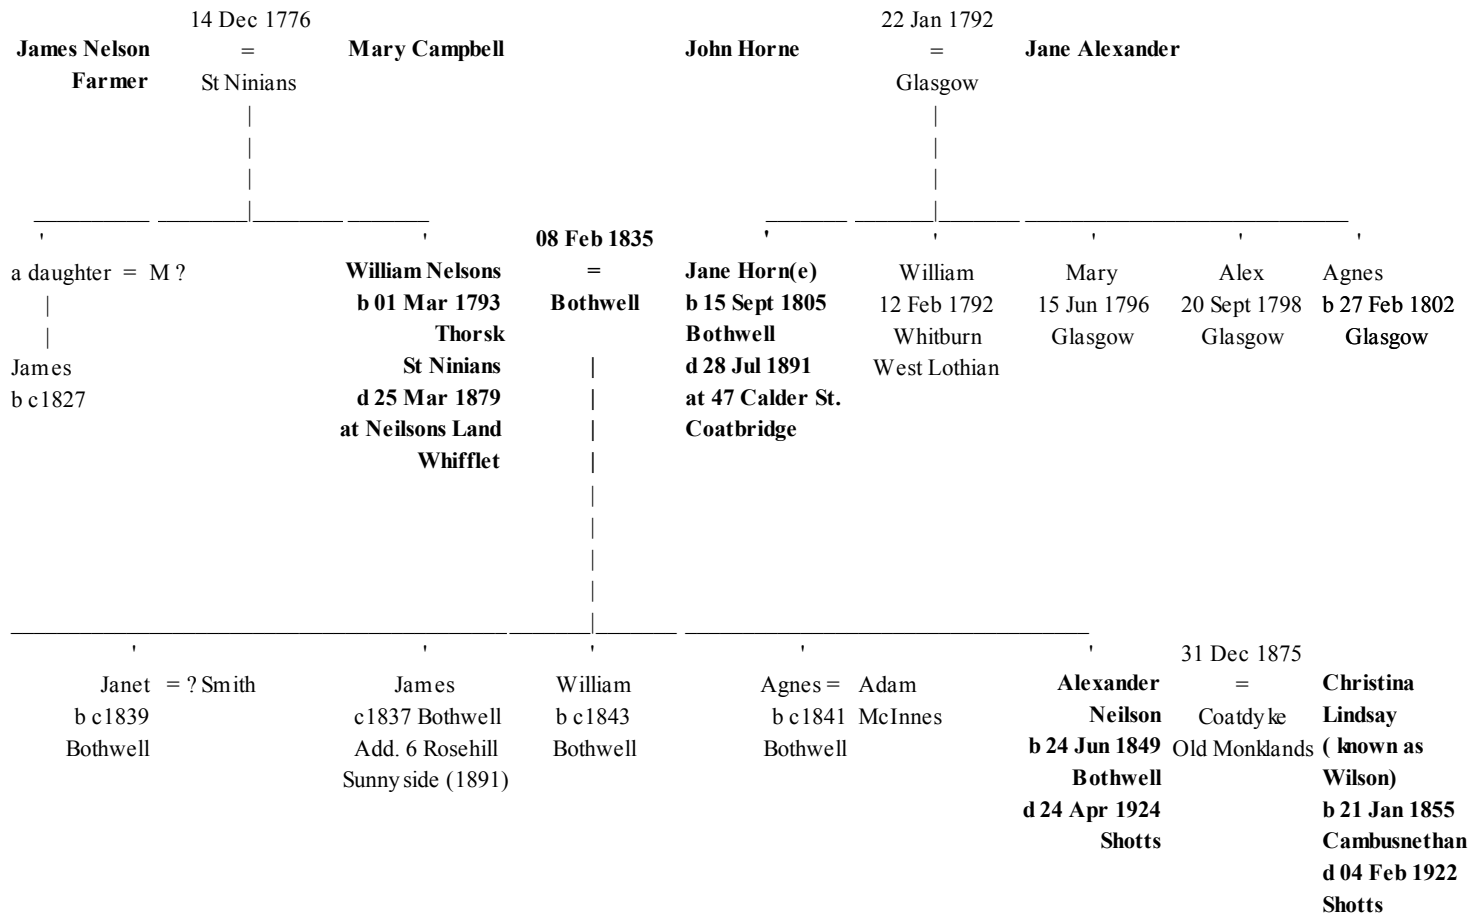 14 Dec 1776 22 Jan 1792
James Nelson = Mary Campbell John Horne = Jane Alexander
Farmer St Ninians Glasgow
08 Feb 1835
a daughter = M ? William Nelsons = Jane Horn(e) William Mary Alex Agnes
b 01 Mar 1793 Bothwell b 15 Sept 1805 12 Feb 1792 15 Jun 1796 20 Sept 1798 b 27 Feb 1802
Thorsk Bothwell Whitburn Glasgow Glasgow Glasgow
James St Ninians d 28 Jul 1891 West Lothian
b c1827 d 25 Mar 1879 at 47 Calder St.
at Neilsons Land Coatbridge
Whifflet
31 Dec 1875
Janet = ? Smith James William Agnes = Adam Alexander = Christina
b c1839 c1837 Bothwell b c1843 b c1841 McInnes Neilson Coatdyke Lindsay
Bothwell Add. 6 Rosehill Bothwell Bothwell b 24 Jun 1849 Old Monklands ( known as
Sunnyside (1891) Bothwell Wilson)
d 24 Apr 1924 b 21 Jan 1855
Shotts Cambusnethan
d 04 Feb 1922
Shotts